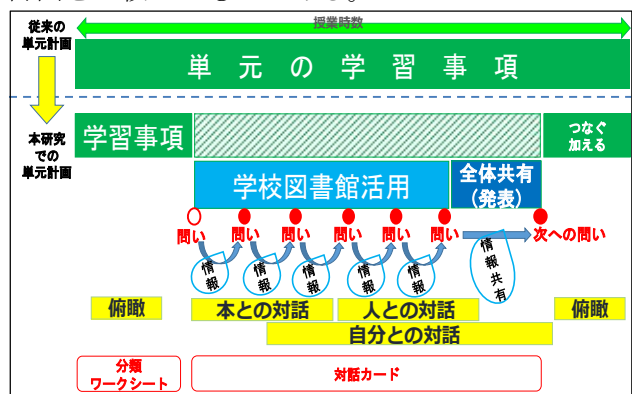 授業時数
従来の
単元計画
単元の学習事項
本研究
での
単元計画
学習事項
つなぐ
加える
学校図書館活用
全体共有
(発表)
問い 問い 問い 問い 問い 問い 次への問い
情報 情報 情報 情報 情報 情報共有
俯瞰 本との対話 人との対話 俯瞰
自分との対話
分類
ワークシート
対話カード